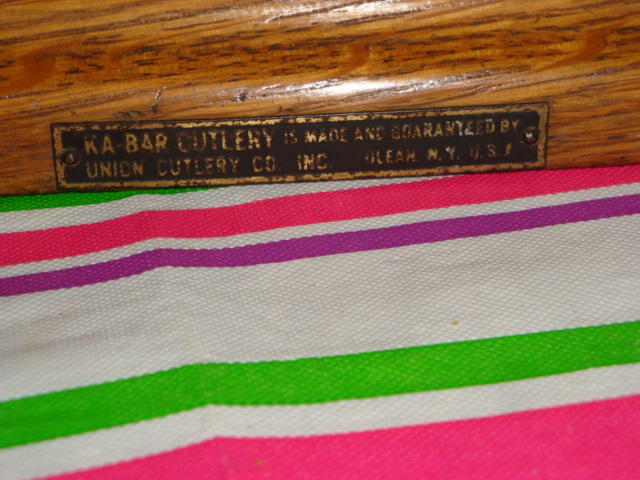 KA-BAR CUTLERY IS MADE AND GUARANTEED BY
UNION CUTLERY CO. INC. OLEAN, N.Y. U.S.A